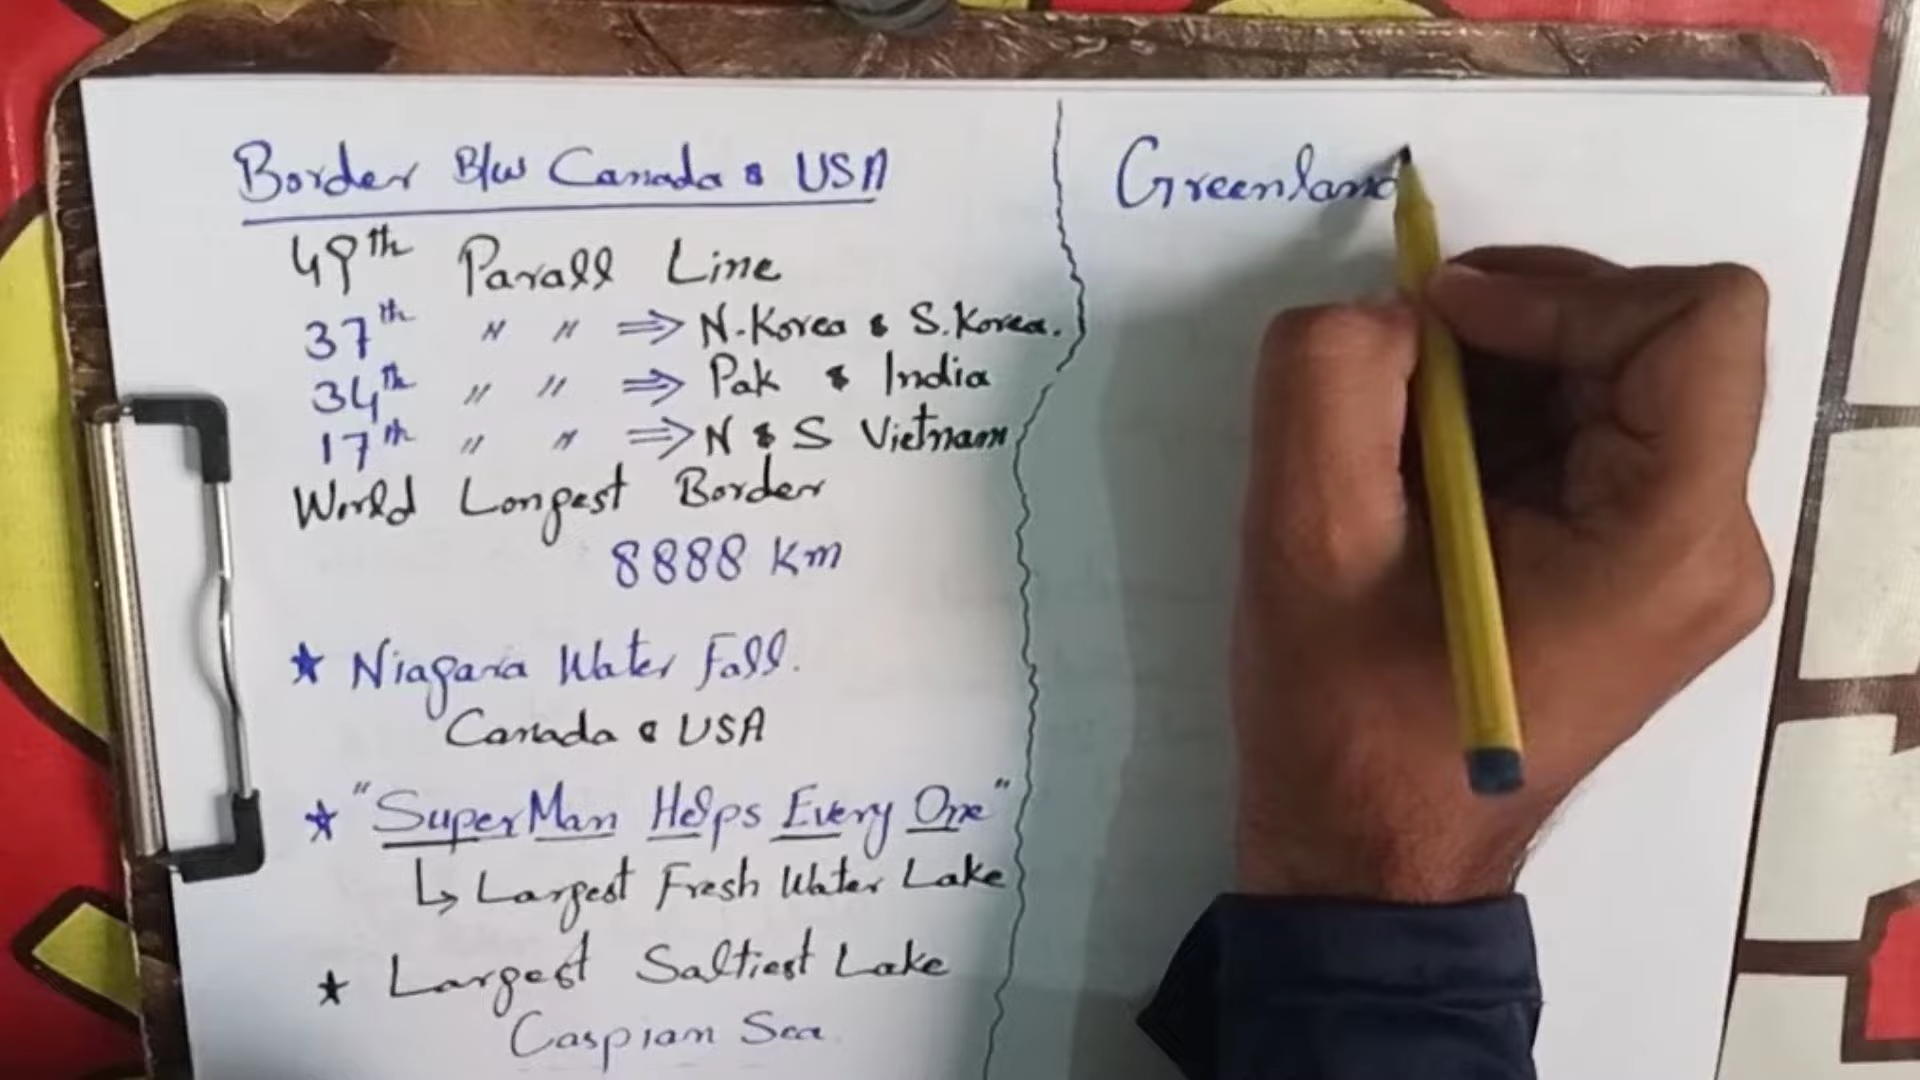 Border B/w Canada & USA
49th Parall Line
37th " " ⇒ N.Korea & S.Korea.
34th " " ⇒ Pak & India
17th " " ⇒ N & S Vietnam
World Longest Border
8888 Km
★ Niagara Water Fall.
Canada & USA
★ "SuperMan Helps Every One"
↳ Largest Fresh Water Lake
★ Largest Saltiest Lake
Caspian Sea
Greenland